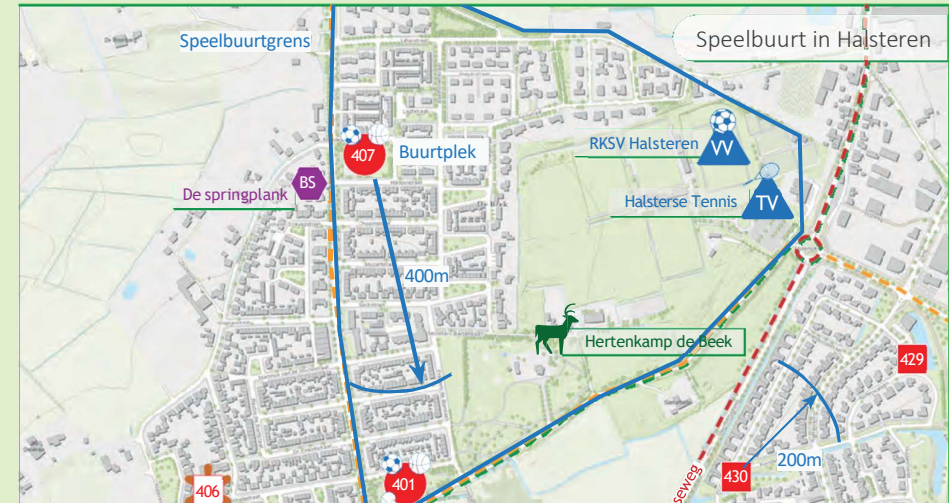 Speelbuurt in Halsteren
Speelbuurtgrens
RKSV Halsteren
VV
407
Buurtplek
BS
De springplank
Halsterse Tennis
TV
400m
Hertenkamp de Beek
429
200m
430
401
406
seweg